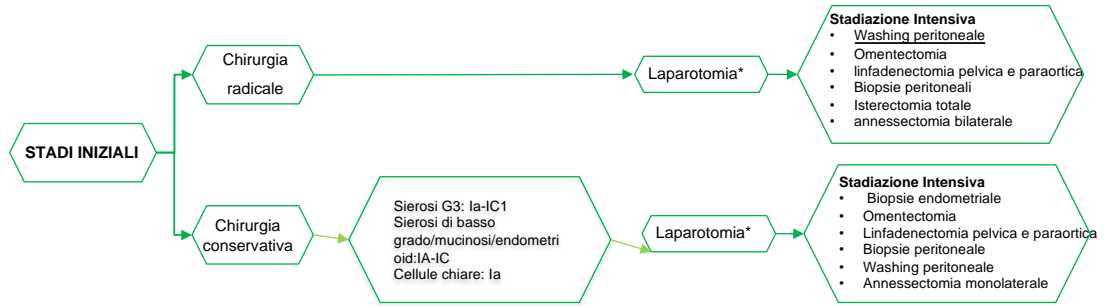 STADI INIZIALI
Chirurgia
radicale
Laparotomia*
Stadiazione Intensiva
• Washing peritoneale
• Omentectomia
• linfadenectomia pelvica e paraortica
• Biopsie peritoneali
• Isterectomia totale
• annessectomia bilaterale
Chirurgia
conservativa
Sierosi G3: Ia-IC1
Sierosi di basso
grado/mucinosi/endometri
oid:IA-IC
Cellule chiare: Ia
Laparotomia*
Stadiazione Intensiva
• Biopsie endometriale
• Omentectomia
• Linfadenectomia pelvica e paraortica
• Biopsie peritoneale
• Washing peritoneale
• Annessectomia monolaterale